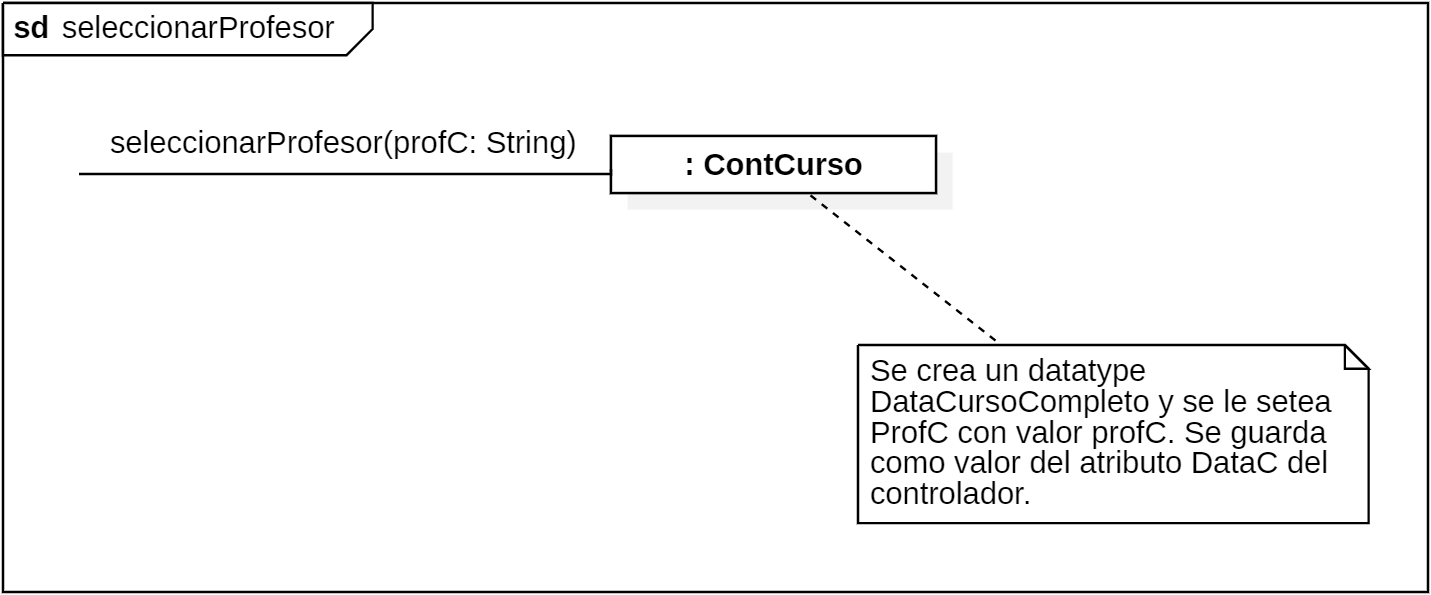 sd seleccionarProfesor
seleccionarProfesor(profC: String)
: ContCurso
Se crea un datatype
DataCursoCompleto y se le setea
ProfC con valor profC. Se guarda
como valor del atributo DataC del
controlador.